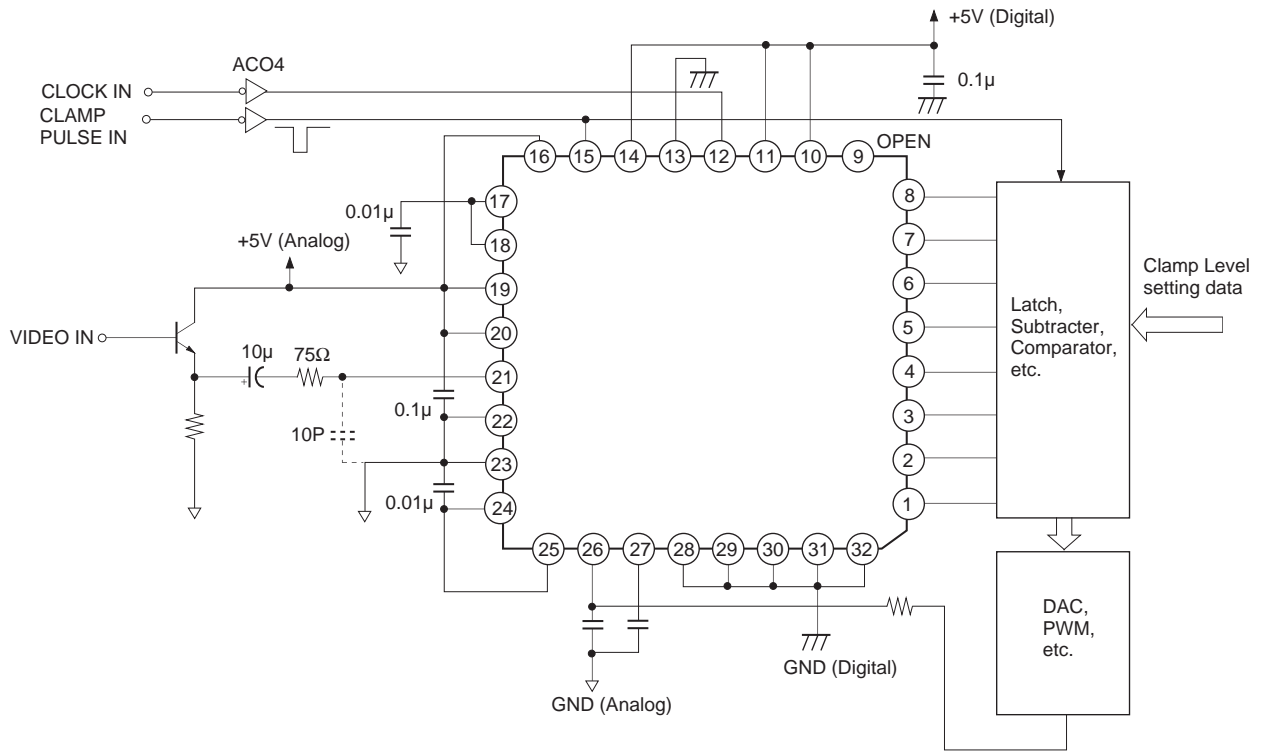 +5V (Digital)
ACO4
0.1µ
CLOCK IN
CLAMP
PULSE IN
OPEN
16
15
14
13
12
11
10
9
17
8
0.01µ
18
7
+5V (Analog)
19
6
Clamp Level
setting data
VIDEO IN
20
5
Latch,
Subtracter,
Comparator,
etc.
10µ
+
75Ω
21
4
0.1µ
22
3
10P
23
2
0.01µ
24
1
25
26
27
28
29
30
31
32
DAC,
PWM,
etc.
GND (Digital)
GND (Analog)